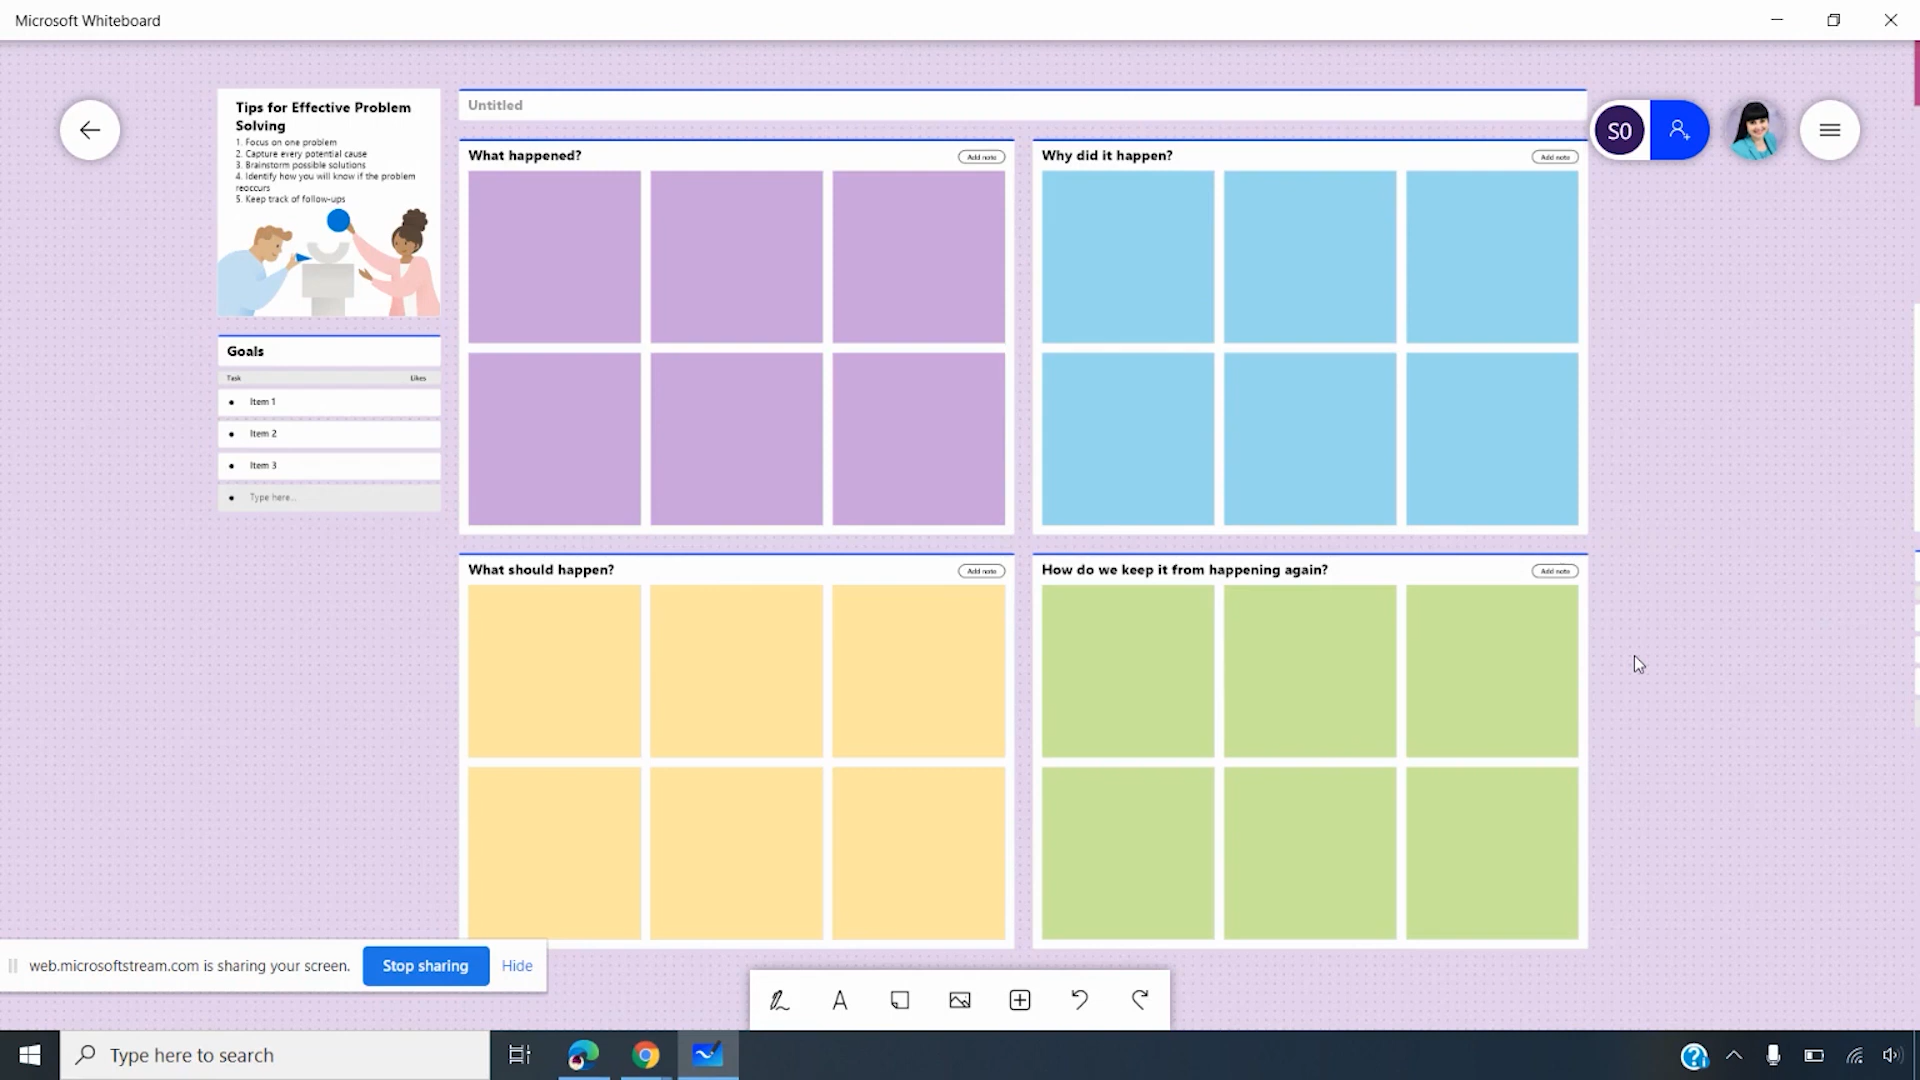 Microsoft Whiteboard
Tips for Effective Problem
Solving
1. Focus on one problem
2. Capture every potential cause
3. Brainstorm possible solutions
4. Identify how you will know if the problem
reoccurs
5. Keep track of follow-ups
Goals
Task Likes
Item 1
Item 2
Item 3
Type here...
Untitled
What happened? Add note
Why did it happen? Add note
What should happen? Add note
How do we keep it from happening again? Add note
SO
web.microsoftstream.com is sharing your screen. Stop sharing Hide
Type here to search